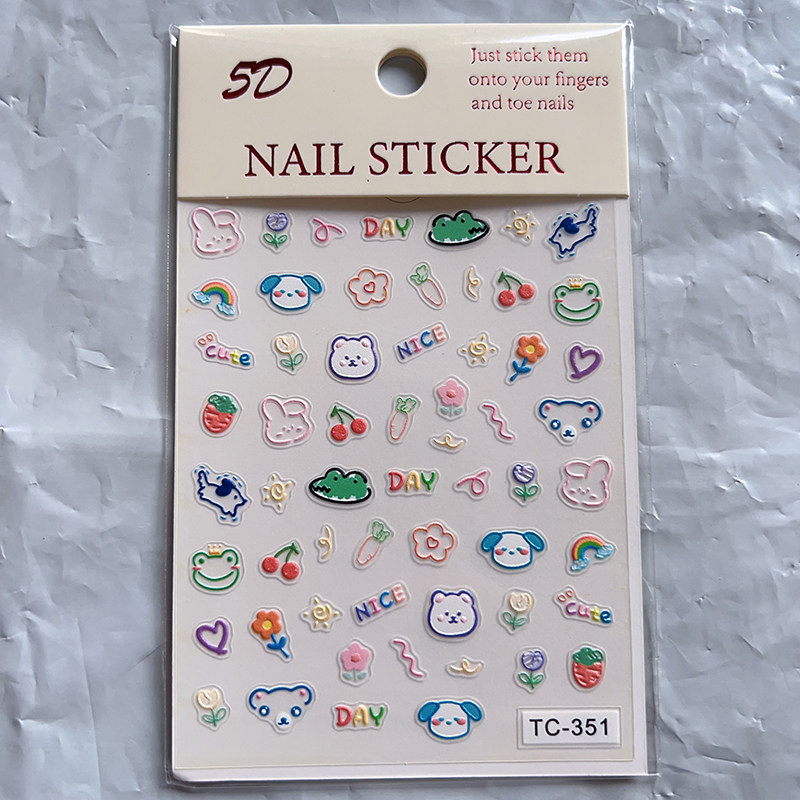 5D
Just stick them
onto your fingers
and toe nails
NAIL STICKER
DAY
NICE
cute
DAY
NICE
cute
DAY
TC-351